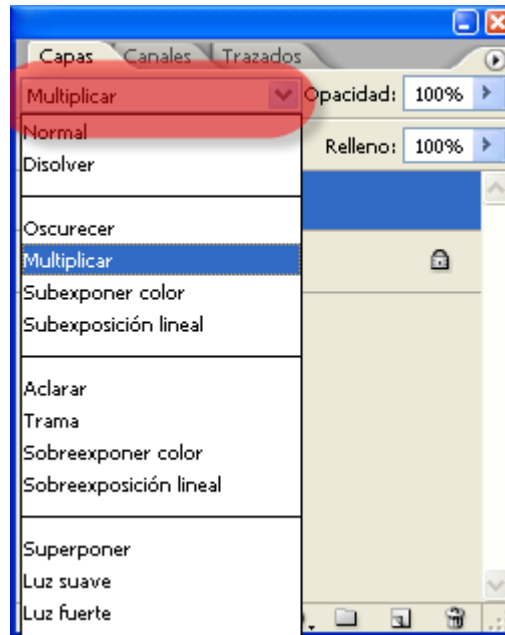 Capas Canales Trazados
Multiplicar Opacidad: 100%
Normal
Relleno: 100%
Disolver
Oscurecer
Multiplicar
Subexponer color
Subexposición lineal
Aclarar
Trama
Sobreexponer color
Sobreexposición lineal
Superponer
Luz suave
Luz fuerte